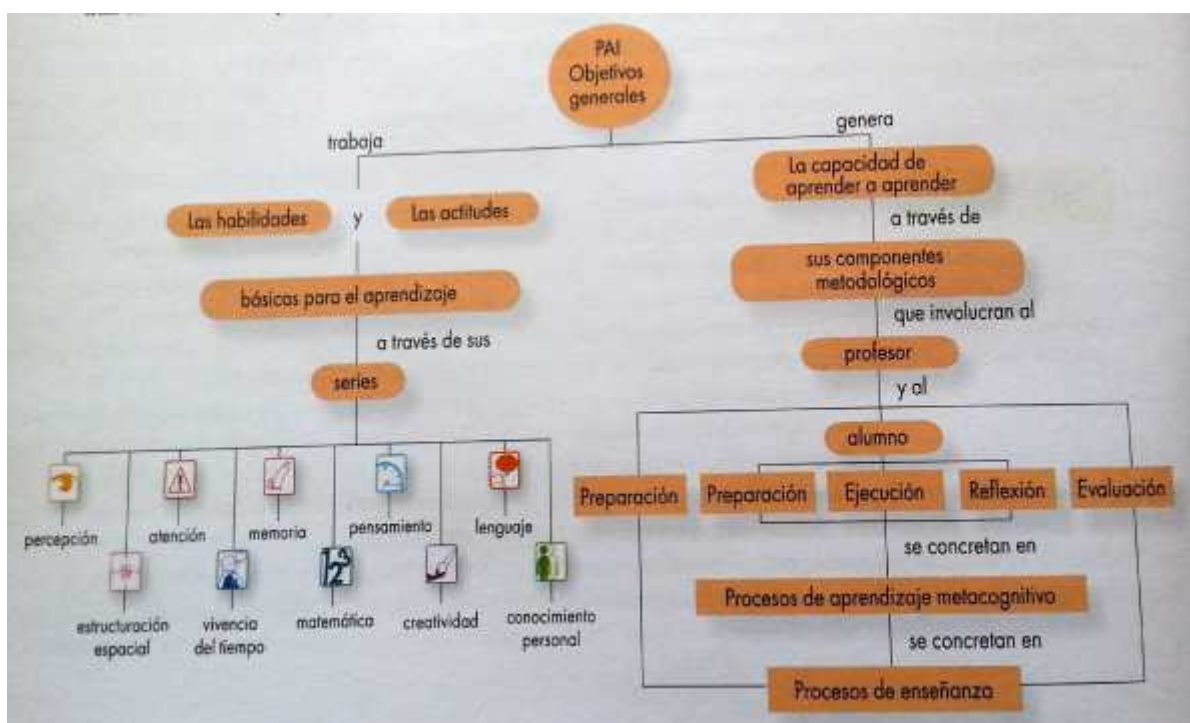 PAI
Objetivos
generales
trabaja
genera
Las habilidades
y
Las actitudes
básicas para el aprendizaje
a través de sus
series
percepción
atención
memoria
pensamiento
lenguaje
estructuración
espacial
vivencia
del tiempo
matemática
creatividad
conocimiento
personal
La capacidad de
aprender a aprender
a través de
sus componentes
metodológicos
que involucran al
profesor
y al
alumno
Preparación
Preparación
Ejecución
Reflexión
Evaluación
se concretan en
Procesos de aprendizaje metacognitivo
se concretan en
Procesos de enseñanza